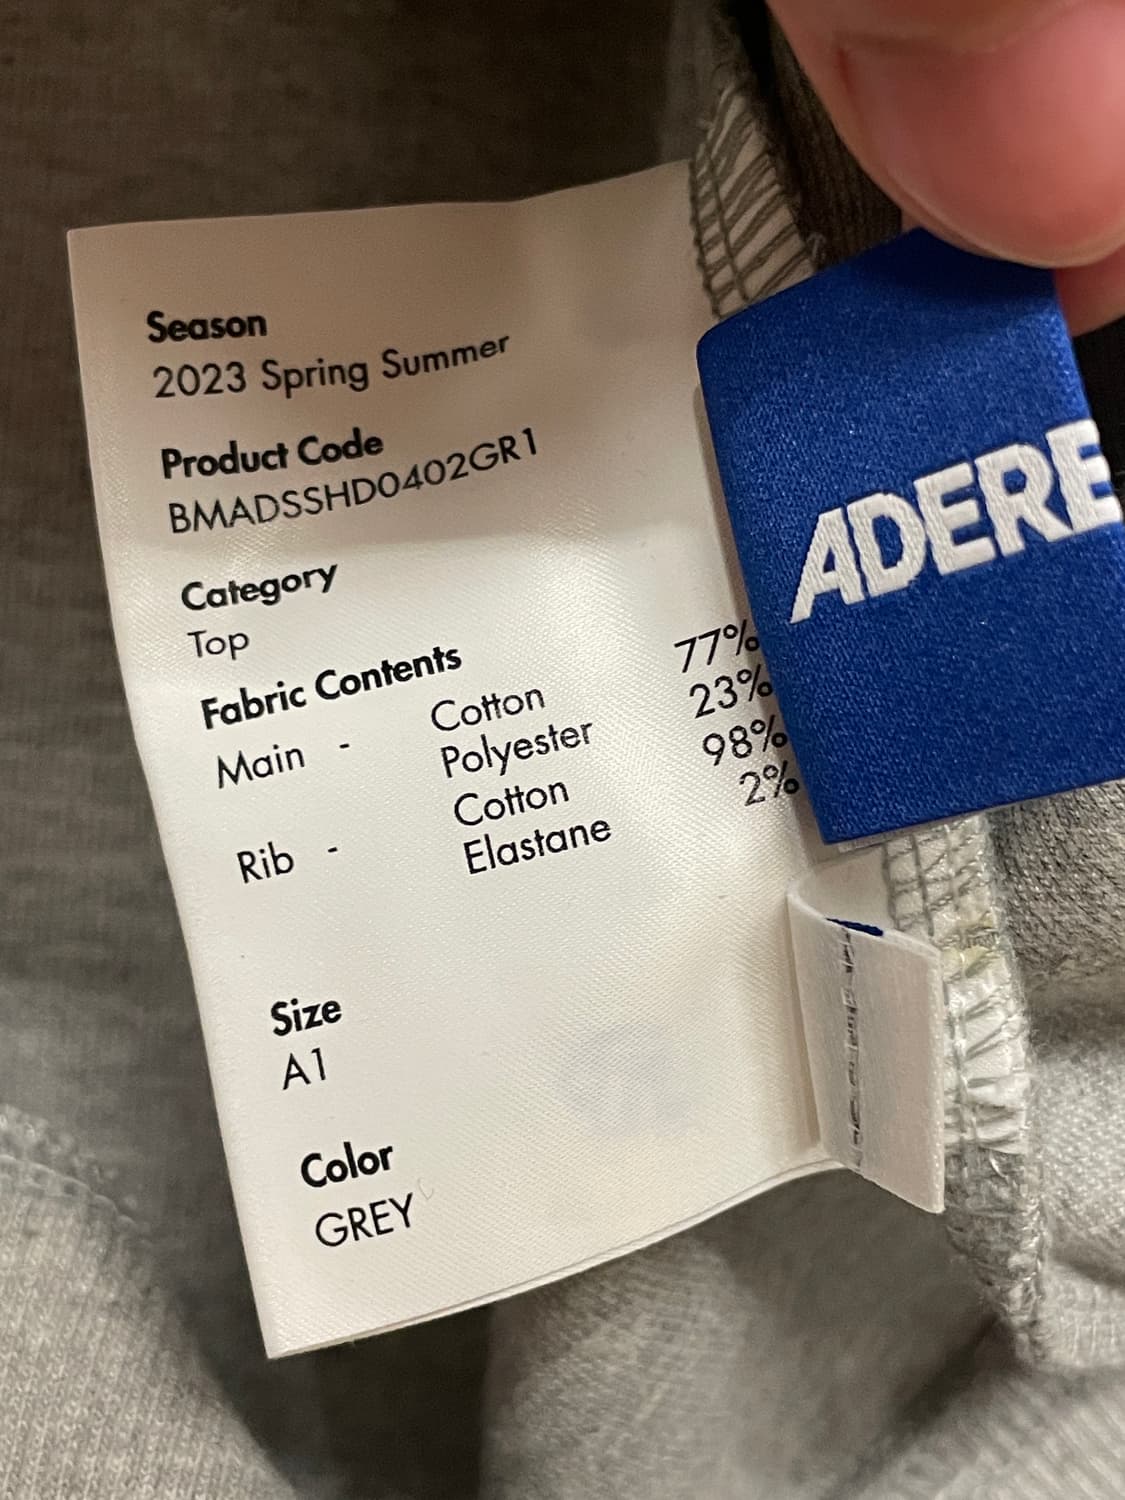 Season
2023 Spring Summer
Product Code
BMADSSHD0402GR1
Category
Top
Fabric Contents
Main - Cotton 77%
Polyester 23%
Cotton 98%
Rib - Elastane 2%
Size
A1
Color
GREY
ADERE